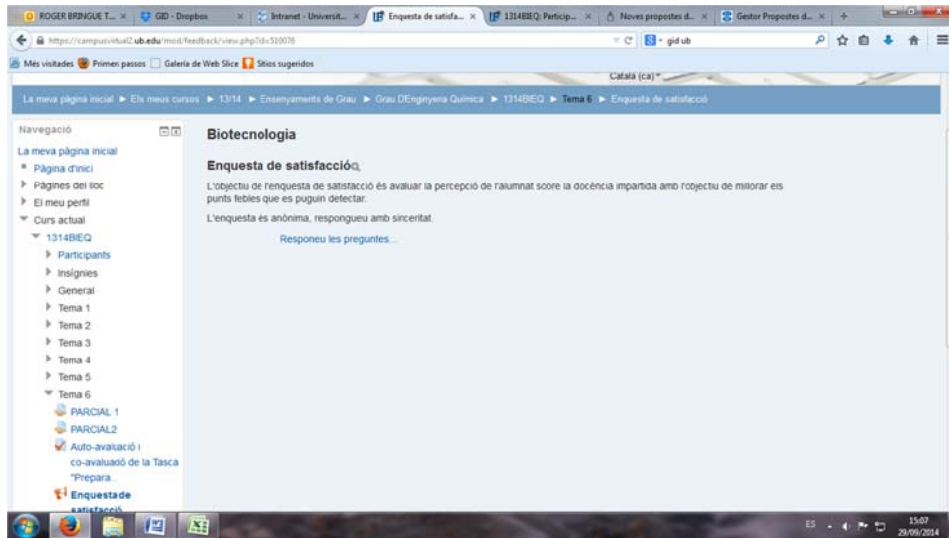 ROGER BRINGUE T...
GID - Dropbox
Intranet - Universit...
Enquesta de satisfa...
1314BIEQ: Particip...
Noves propostes d...
Gestor Propostes d...
https://campusvirtual2.ub.edu/mod/feedback/view.php?id=510076
gid ub
Més visitades
Primeri passos
Galeria de Web Slice
Sitios sugeridos
Català (ca)
La meva pàgina inicial ► Els meus cursos ► 13/14 ► Ensenyaments de Grau ► Grau DEnginyeria Química ► 1314BIEQ ► Tema 6 ► Enquesta de satisfacció
Navegació
La meva pàgina inicial
Pàgina d'inici
Pàgines del lloc
El meu perfil
Curs actual
1314BIEQ
Participants
Insígnies
General
Tema 1
Tema 2
Tema 3
Tema 4
Tema 5
Tema 6
PARCIAL 1
PARCIAL2
Auto-avaluació i
co-avaluació de la Tasca
"Prepara...
Enquesta de
satisfacció
Biotecnologia
Enquesta de satisfacció
L'objectiu de l'enquesta de satisfacció és avaluar la percepció de l'alumnat sobre la docència impartida amb l'objectiu de millorar els
punts febles que es puguin detectar.
L'enquesta és anònima, respongueu amb sinceritat.
Responeu les preguntes...
ES
15:07
29/09/2014